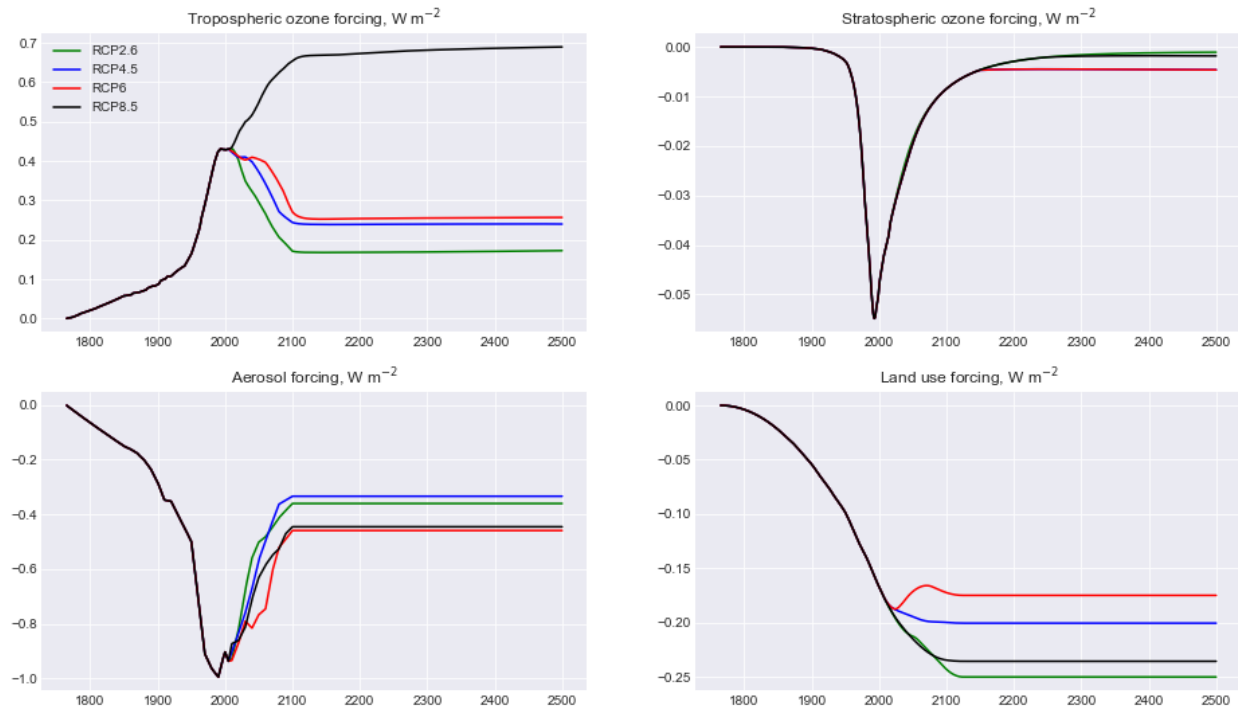 Tropospheric ozone forcing, W m⁻²
0.7
0.6
0.5
0.4
0.3
0.2
0.1
0.0
RCP2.6
RCP4.5
RCP6
RCP8.5
1800 1900 2000 2100 2200 2300 2400 2500
Stratospheric ozone forcing, W m⁻²
0.00
−0.01
−0.02
−0.03
−0.04
−0.05
1800 1900 2000 2100 2200 2300 2400 2500
Aerosol forcing, W m⁻²
0.0
−0.2
−0.4
−0.6
−0.8
−1.0
1800 1900 2000 2100 2200 2300 2400 2500
Land use forcing, W m⁻²
0.00
−0.05
−0.10
−0.15
−0.20
−0.25
1800 1900 2000 2100 2200 2300 2400 2500